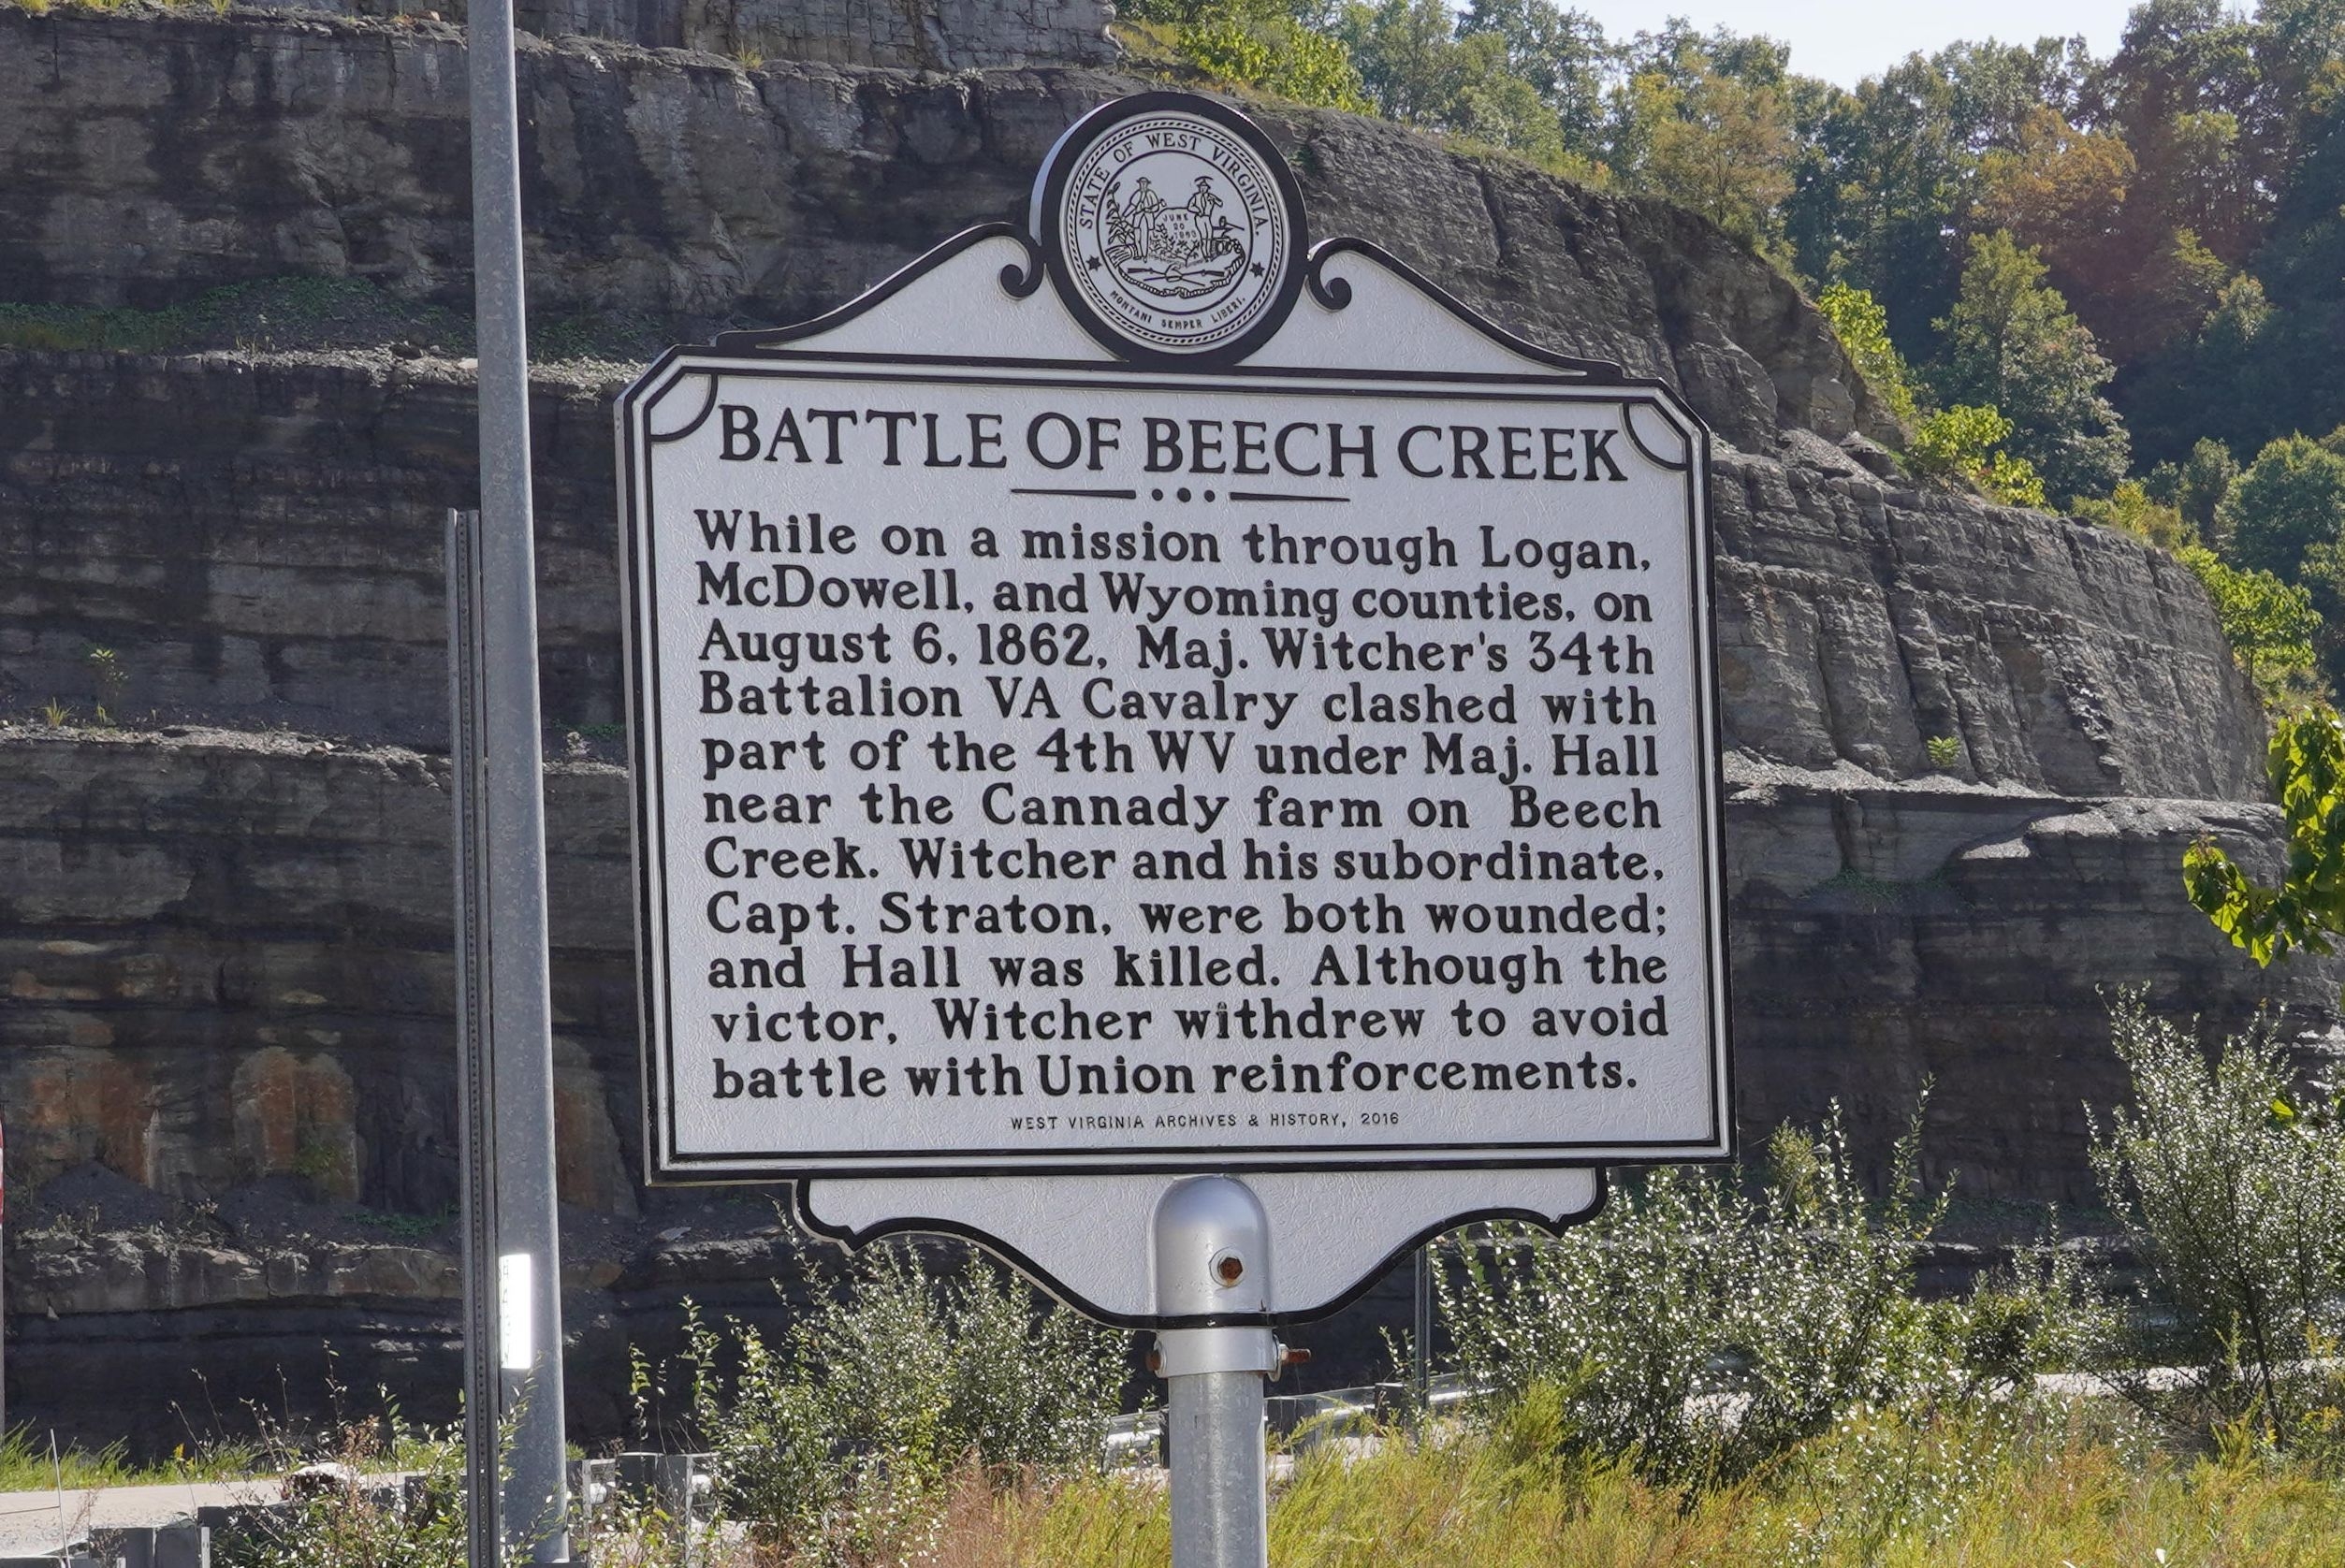 STATE OF WEST VIRGINIA.
JUNE
20
1863
MONTANI SEMPER LIBERI.
BATTLE OF BEECH CREEK
While on a mission through Logan,
McDowell, and Wyoming counties, on
August 6, 1862, Maj. Witcher's 34th
Battalion VA Cavalry clashed with
part of the 4th WV under Maj. Hall
near the Cannady farm on Beech
Creek. Witcher and his subordinate,
Capt. Straton, were both wounded;
and Hall was killed. Although the
victor, Witcher withdrew to avoid
battle with Union reinforcements.
WEST VIRGINIA ARCHIVES & HISTORY, 2016